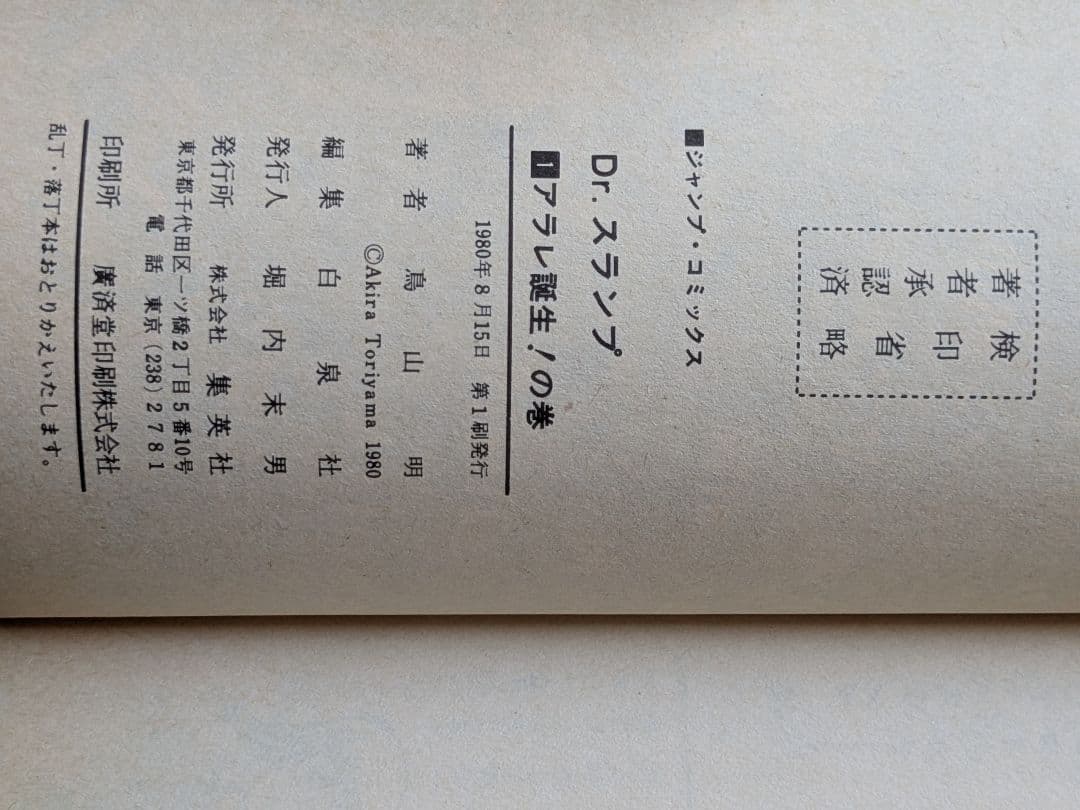 検印省略
著者承認済
■ジャンプ・コミックス
Dr.スランプ
1アラレ誕生!の巻
1980年8月15日 第1刷発行
著者 鳥山明
©Akira Toriyama 1980
編集 白泉社
発行人 堀内末男
発行所 株式会社 集英社
東京都千代田区一ツ橋2丁目5番10号
電話 東京(238)2781
印刷所 廣済堂印刷株式会社
乱丁・落丁本はおとりかえいたします。